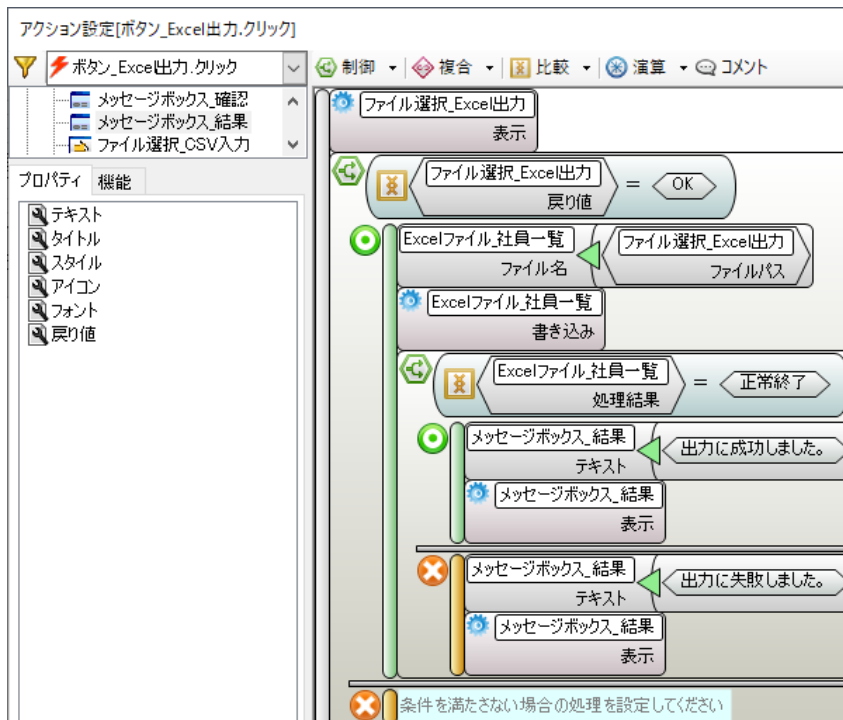 アクション設定[ボタン_Excel出力.クリック]
ボタン_Excel出力.クリック
制御 複合 比較 演算 コメント
メッセージボックス_確認
メッセージボックス_結果
ファイル選択_CSV入力
プロパティ 機能
テキスト
タイトル
スタイル
アイコン
フォント
戻り値
ファイル選択_Excel出力
表示
ファイル選択_Excel出力 = OK
戻り値
Excelファイル_社員一覧 ファイル選択_Excel出力
ファイル名 ファイルパス
Excelファイル_社員一覧
書き込み
Excelファイル_社員一覧 = 正常終了
処理結果
メッセージボックス_結果 出力に成功しました。
テキスト
メッセージボックス_結果
表示
メッセージボックス_結果 出力に失敗しました。
テキスト
メッセージボックス_結果
表示
条件を満たさない場合の処理を設定してください